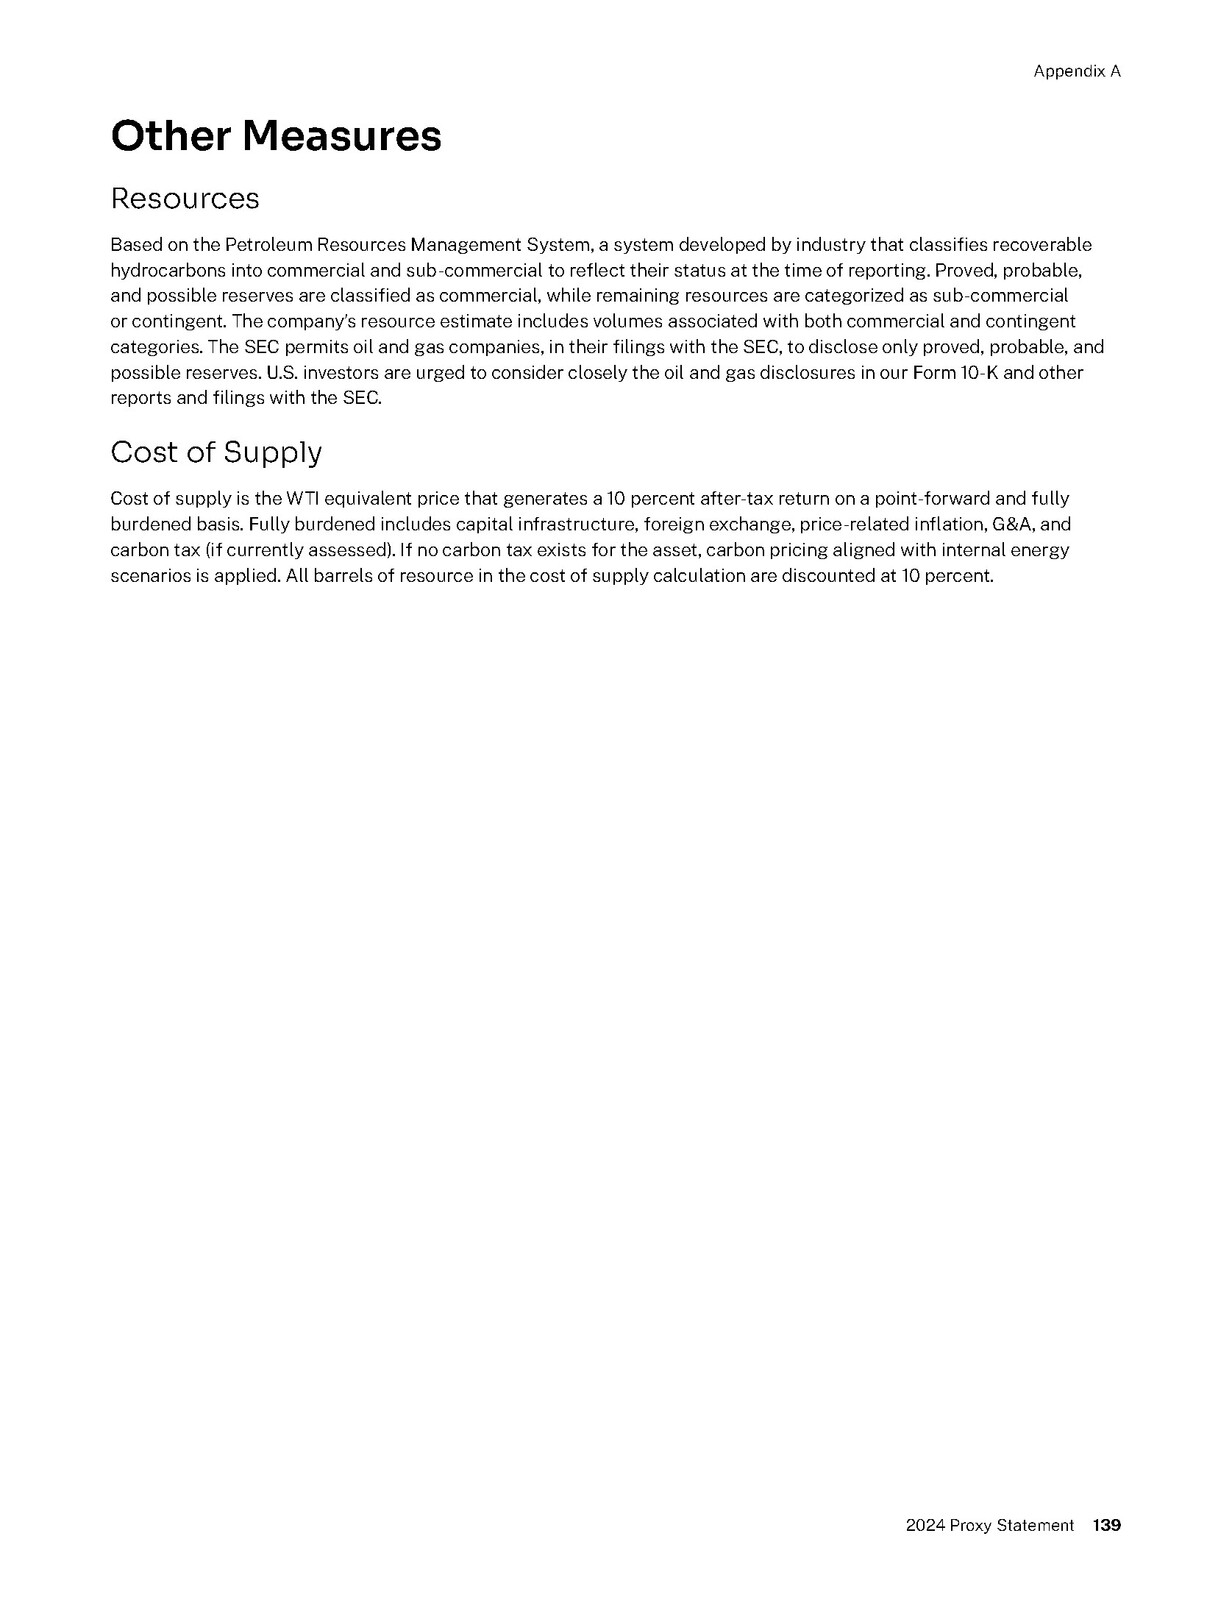 Appendix A
Other Measures
Resources
Based on the Petroleum Resources Management System, a system developed by industry that classifies recoverable
hydrocarbons into commercial and sub-commercial to reflect their status at the time of reporting. Proved, probable,
and possible reserves are classified as commercial, while remaining resources are categorized as sub-commercial
or contingent. The company's resource estimate includes volumes associated with both commercial and contingent
categories. The SEC permits oil and gas companies, in their filings with the SEC, to disclose only proved, probable, and
possible reserves. U.S. investors are urged to consider closely the oil and gas disclosures in our Form 10-K and other
reports and filings with the SEC.
Cost of Supply
Cost of supply is the WTI equivalent price that generates a 10 percent after-tax return on a point-forward and fully
burdened basis. Fully burdened includes capital infrastructure, foreign exchange, price-related inflation, G&A, and
carbon tax (if currently assessed). If no carbon tax exists for the asset, carbon pricing aligned with internal energy
scenarios is applied. All barrels of resource in the cost of supply calculation are discounted at 10 percent.
2024 Proxy Statement 139